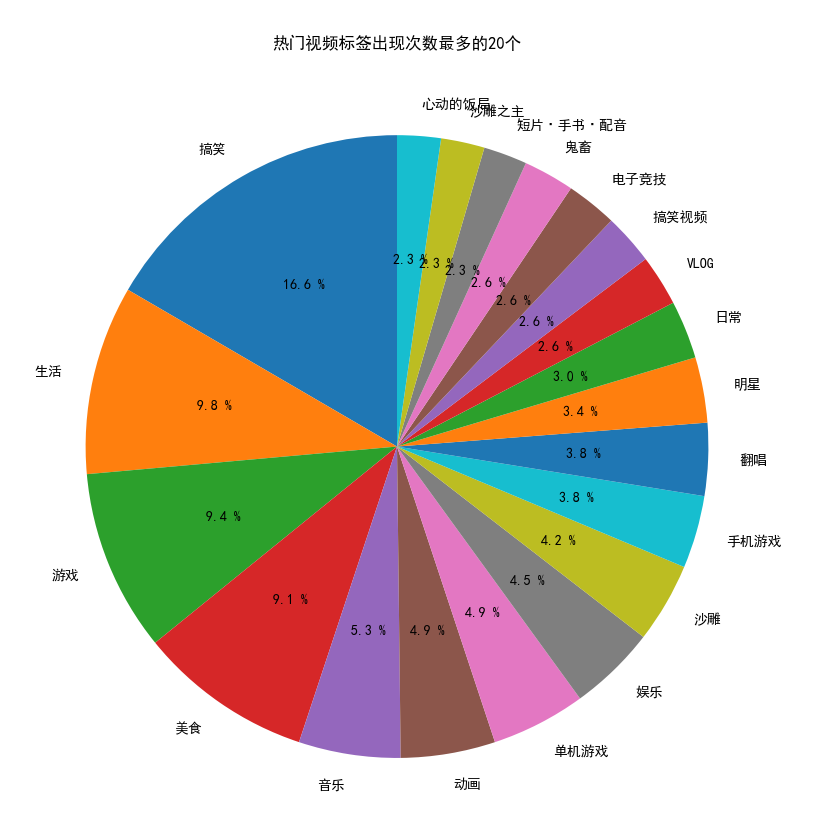 热门视频标签出现次数最多的20个
搞笑
16.6 %
生活
9.8 %
游戏
9.4 %
美食
9.1 %
音乐
5.3 %
动画
4.9 %
单机游戏
4.9 %
娱乐
4.5 %
沙雕
4.2 %
手机游戏
3.8 %
翻唱
3.8 %
明星
3.4 %
日常
3.0 %
VLOG
2.6 %
搞笑视频
2.6 %
电子竞技
2.6 %
鬼畜
2.6 %
短片·手书·配音
2.3 %
沙雕之主
2.3 %
心动的饭局
2.3 %